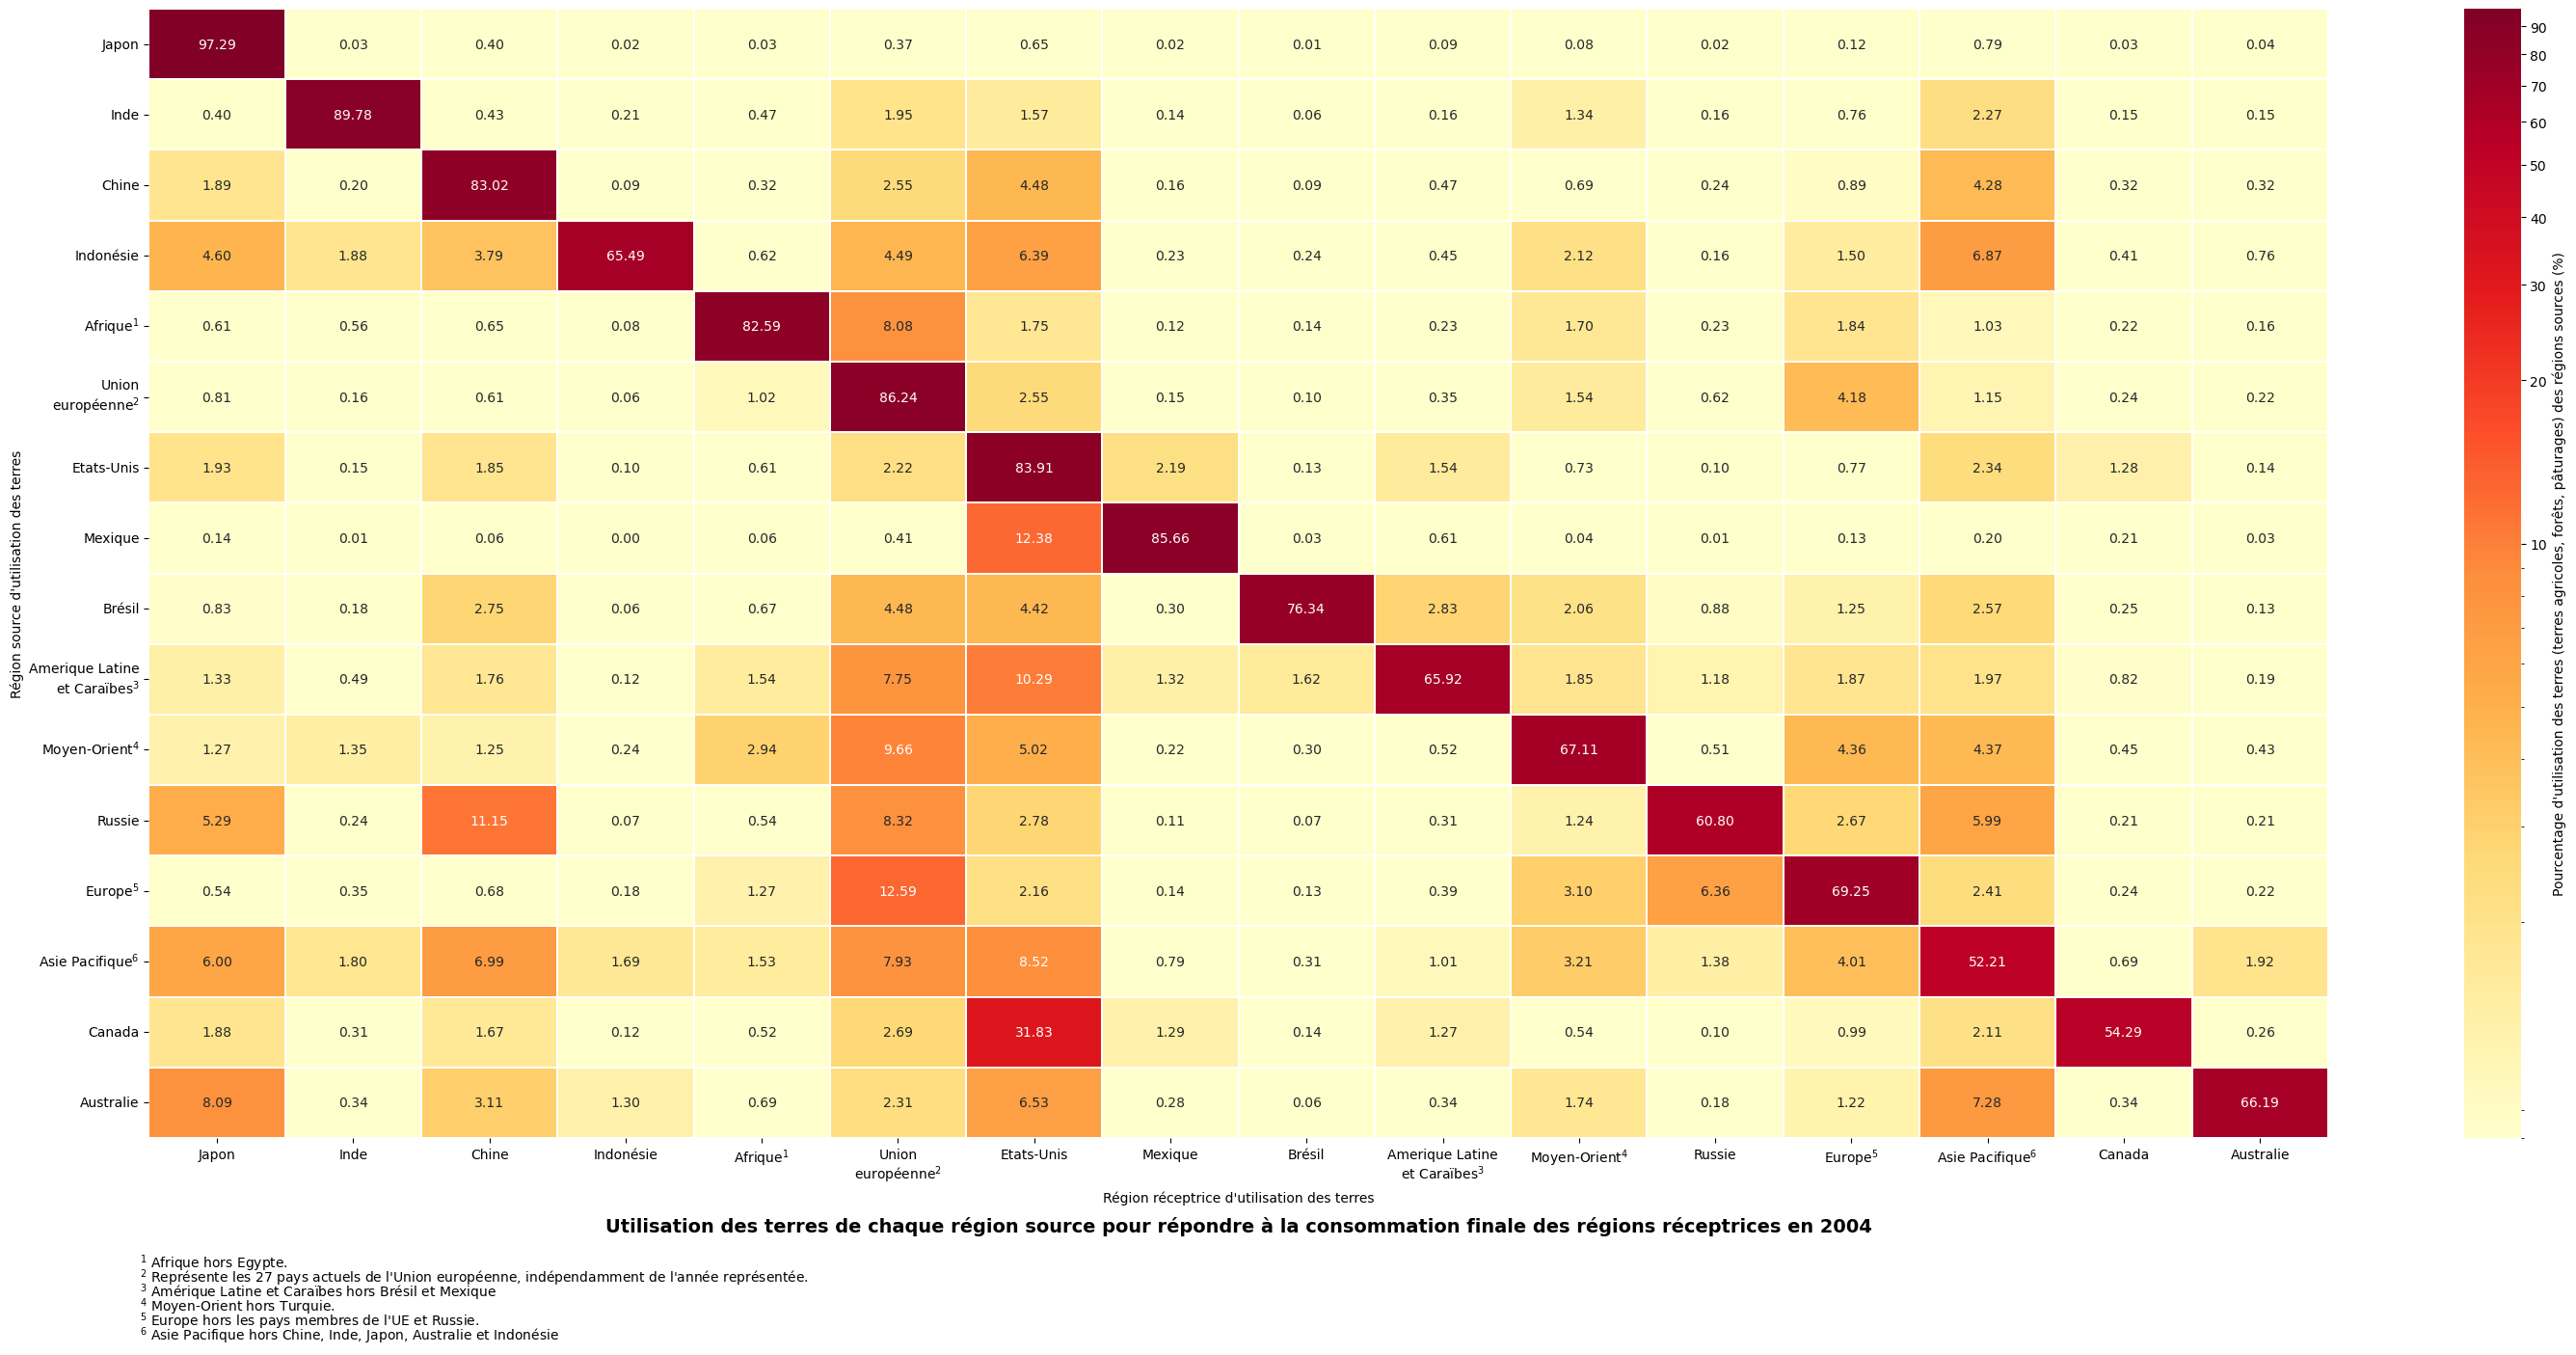 Japon 97.29 0.03 0.40 0.02 0.03 0.37 0.65 0.02 0.01 0.09 0.08 0.02 0.12 0.79 0.03 0.04
Inde 0.40 89.78 0.43 0.21 0.47 1.95 1.57 0.14 0.06 0.16 1.34 0.16 0.76 2.27 0.15 0.15
Chine 1.89 0.20 83.02 0.09 0.32 2.55 4.48 0.16 0.09 0.47 0.69 0.24 0.89 4.28 0.32 0.32
Indonésie 4.60 1.88 3.79 65.49 0.62 4.49 6.39 0.23 0.24 0.45 2.12 0.16 1.50 6.87 0.41 0.76
Afrique¹ 0.61 0.56 0.65 0.08 82.59 8.08 1.75 0.12 0.14 0.23 1.70 0.23 1.84 1.03 0.22 0.16
Union
européenne² 0.81 0.16 0.61 0.06 1.02 86.24 2.55 0.15 0.10 0.35 1.54 0.62 4.18 1.15 0.24 0.22
Etats-Unis 1.93 0.15 1.85 0.10 0.61 2.22 83.91 2.19 0.13 1.54 0.73 0.10 0.77 2.34 1.28 0.14
Mexique 0.14 0.01 0.06 0.00 0.06 0.41 12.38 85.66 0.03 0.61 0.04 0.01 0.13 0.20 0.21 0.03
Brésil 0.83 0.18 2.75 0.06 0.67 4.48 4.42 0.30 76.34 2.83 2.06 0.88 1.25 2.57 0.25 0.13
Amerique Latine
et Caraïbes³ 1.33 0.49 1.76 0.12 1.54 7.75 10.29 1.32 1.62 65.92 1.85 1.18 1.87 1.97 0.82 0.19
Moyen-Orient⁴ 1.27 1.35 1.25 0.24 2.94 9.66 5.02 0.22 0.30 0.52 67.11 0.51 4.36 4.37 0.45 0.43
Russie 5.29 0.24 11.15 0.07 0.54 8.32 2.78 0.11 0.07 0.31 1.24 60.80 2.67 5.99 0.21 0.21
Europe⁵ 0.54 0.35 0.68 0.18 1.27 12.59 2.16 0.14 0.13 0.39 3.10 6.36 69.25 2.41 0.24 0.22
Asie Pacifique⁶ 6.00 1.80 6.99 1.69 1.53 7.93 8.52 0.79 0.31 1.01 3.21 1.38 4.01 52.21 0.69 1.92
Canada 1.88 0.31 1.67 0.12 0.52 2.69 31.83 1.29 0.14 1.27 0.54 0.10 0.99 2.11 54.29 0.26
Australie 8.09 0.34 3.11 1.30 0.69 2.31 6.53 0.28 0.06 0.34 1.74 0.18 1.22 7.28 0.34 66.19
Région source d'utilisation des terres
Japon Inde Chine Indonésie Afrique¹ Union Etats-Unis Mexique Brésil Amerique Latine Moyen-Orient⁴ Russie Europe⁵ Asie Pacifique⁶ Canada Australie
européenne² et Caraïbes³
Région réceptrice d'utilisation des terres
90
80
70
60
50
40
30
20
10
Pourcentage d'utilisation des terres (terres agricoles, forêts, pâturages) des régions sources (%)
Utilisation des terres de chaque région source pour répondre à la consommation finale des régions réceptrices en 2004
¹ Afrique hors Egypte.
² Représente les 27 pays actuels de l'Union européenne, indépendamment de l'année représentée.
³ Amérique Latine et Caraïbes hors Brésil et Mexique
⁴ Moyen-Orient hors Turquie.
⁵ Europe hors les pays membres de l'UE et Russie.
⁶ Asie Pacifique hors Chine, Inde, Japon, Australie et Indonésie